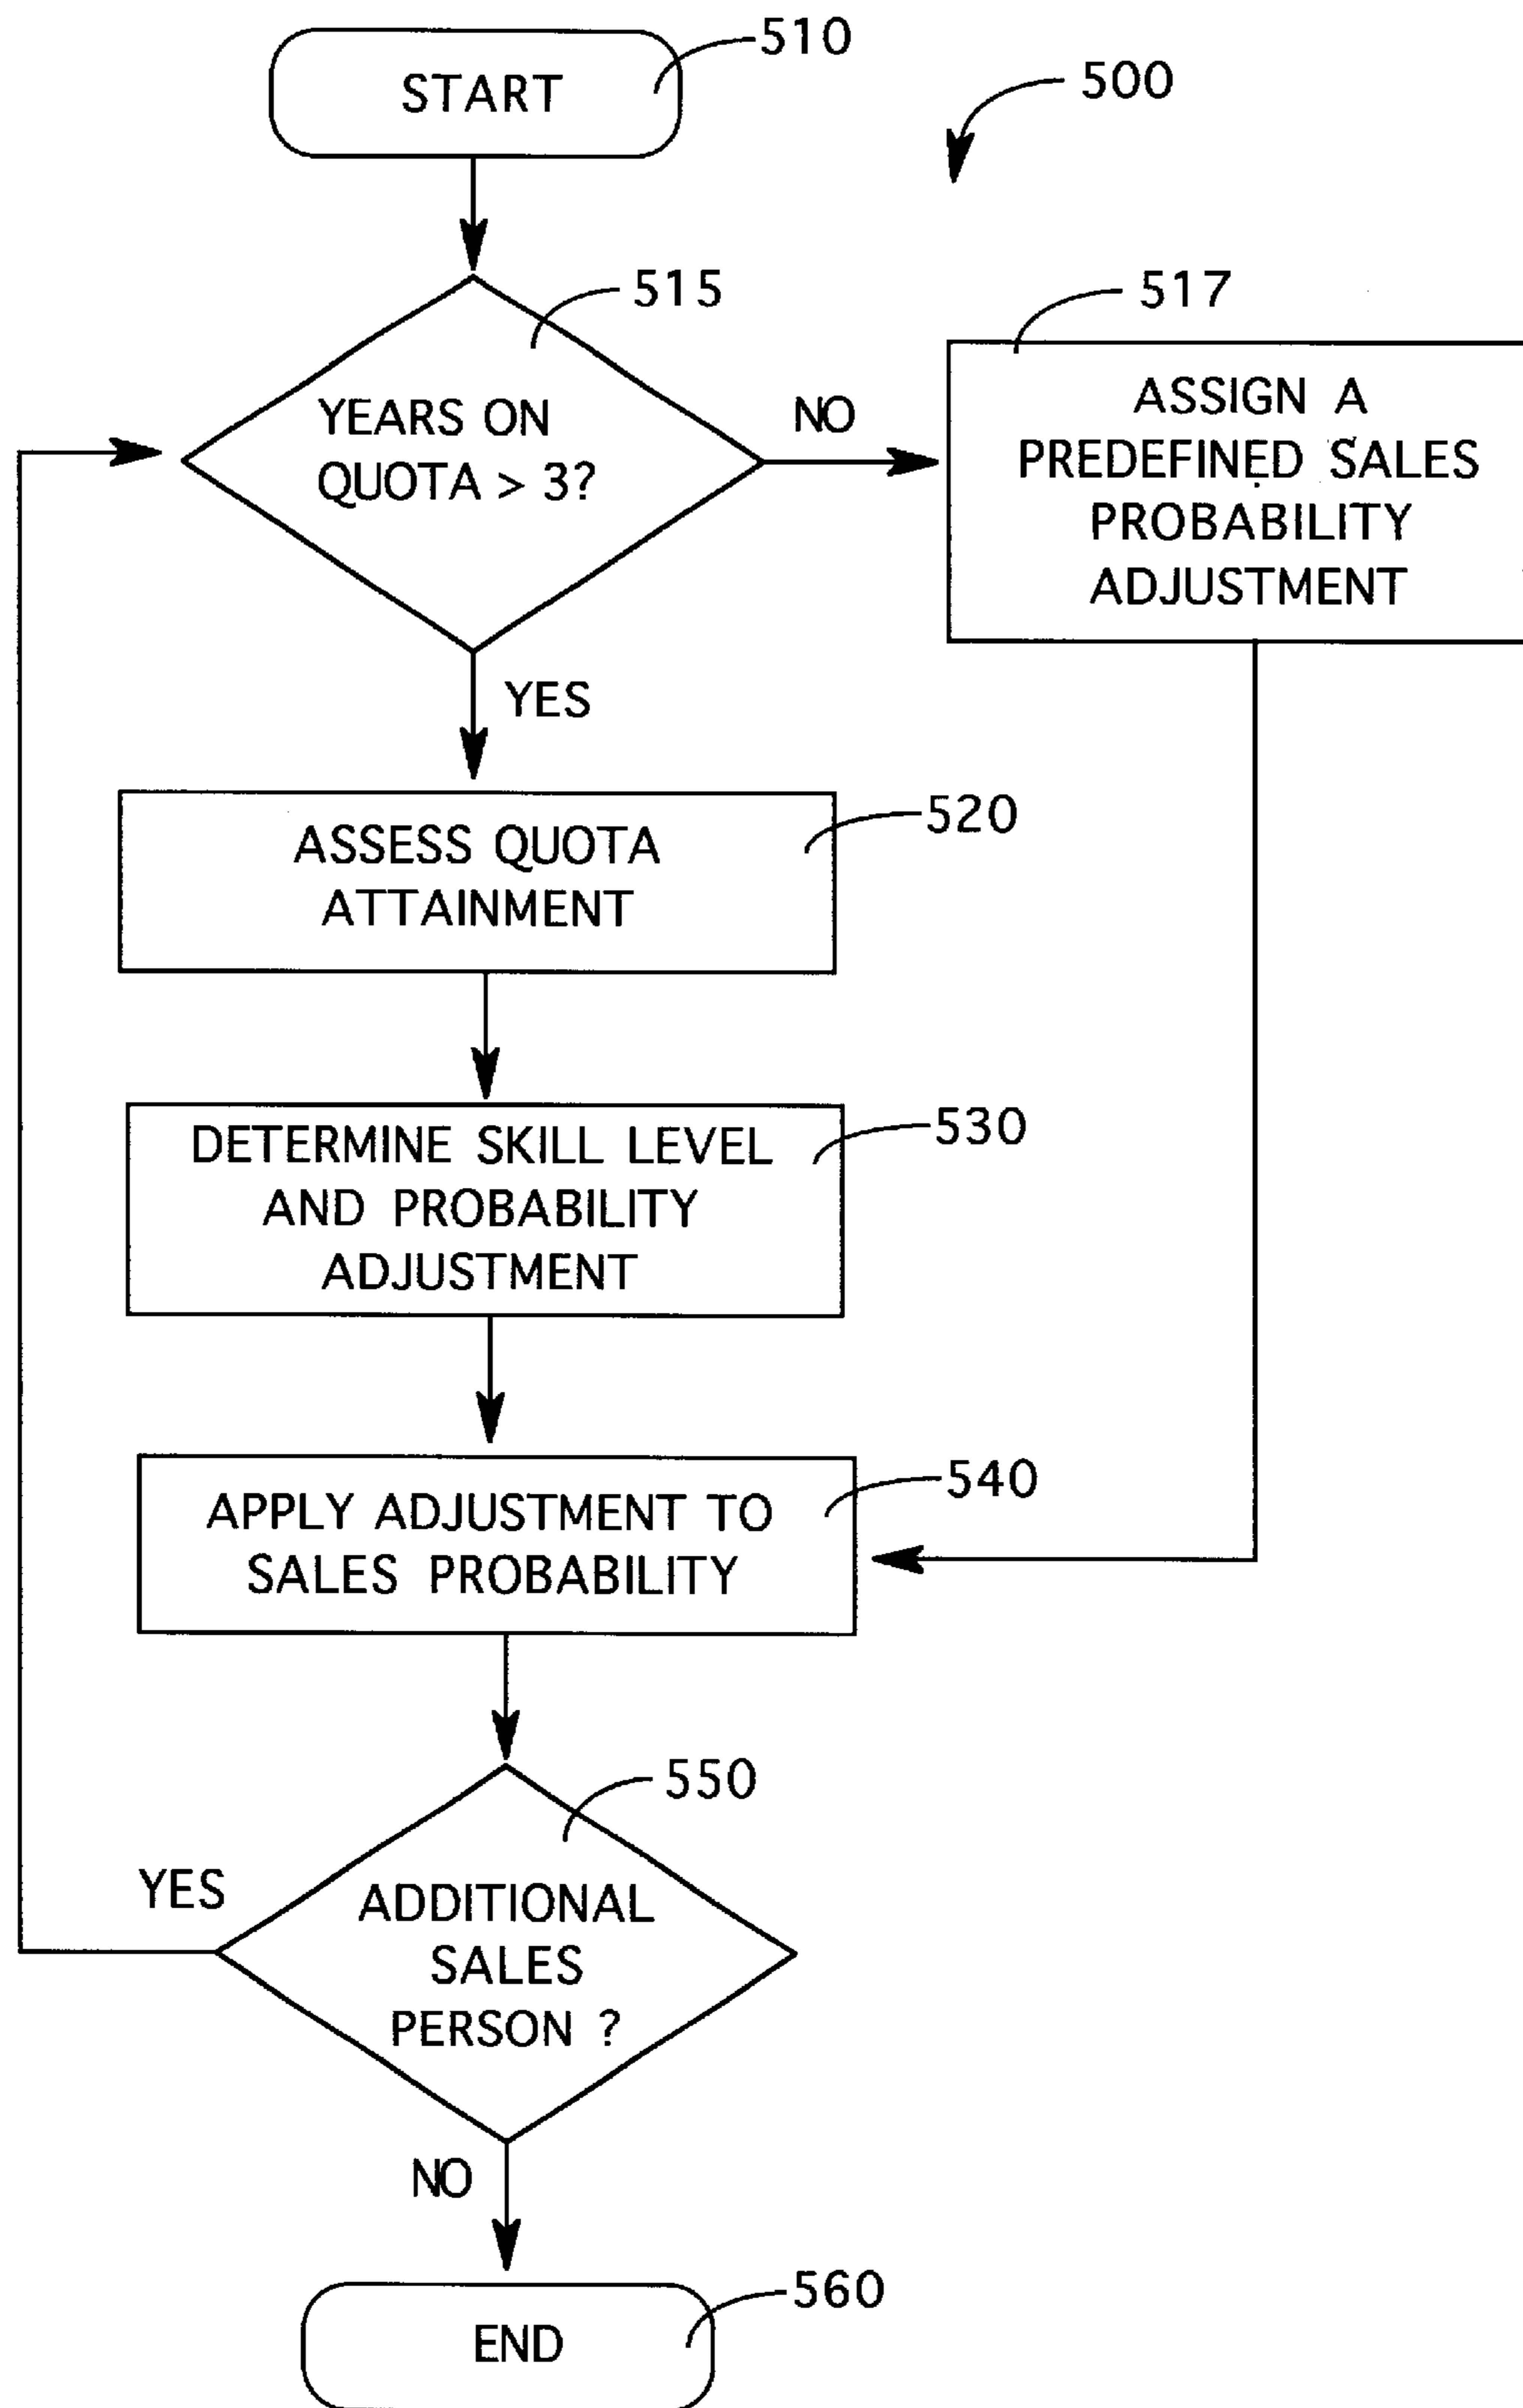 510
START
500
515
517
YEARS ON
QUOTA > 3?
NO
ASSIGN A
PREDEFINED SALES
PROBABILITY
ADJUSTMENT
YES
520
ASSESS QUOTA
ATTAINMENT
530
DETERMINE SKILL LEVEL
AND PROBABILITY
ADJUSTMENT
540
APPLY ADJUSTMENT TO
SALES PROBABILITY
550
YES
ADDITIONAL
SALES
PERSON ?
NO
560
END